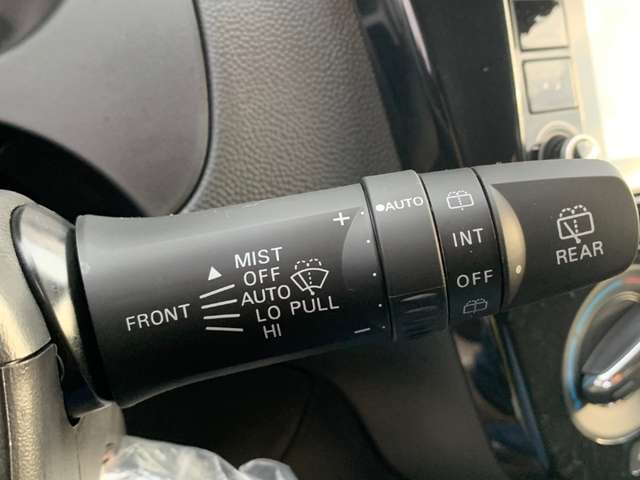 FRONT
MIST
OFF
AUTO
LO PULL
HI
+
-
●AUTO
INT
OFF
REAR